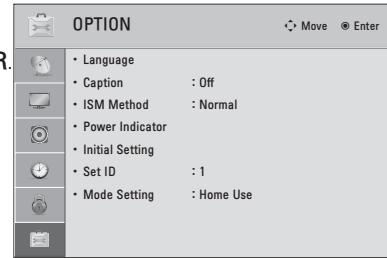 OPTION Move Enter
R.
• Language
• Caption : Off
• ISM Method : Normal
• Power Indicator
• Initial Setting
• Set ID : 1
• Mode Setting : Home Use